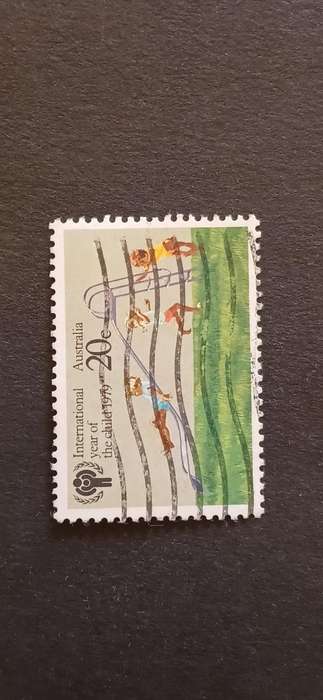 International
year of
the child 1979
Australia
20c